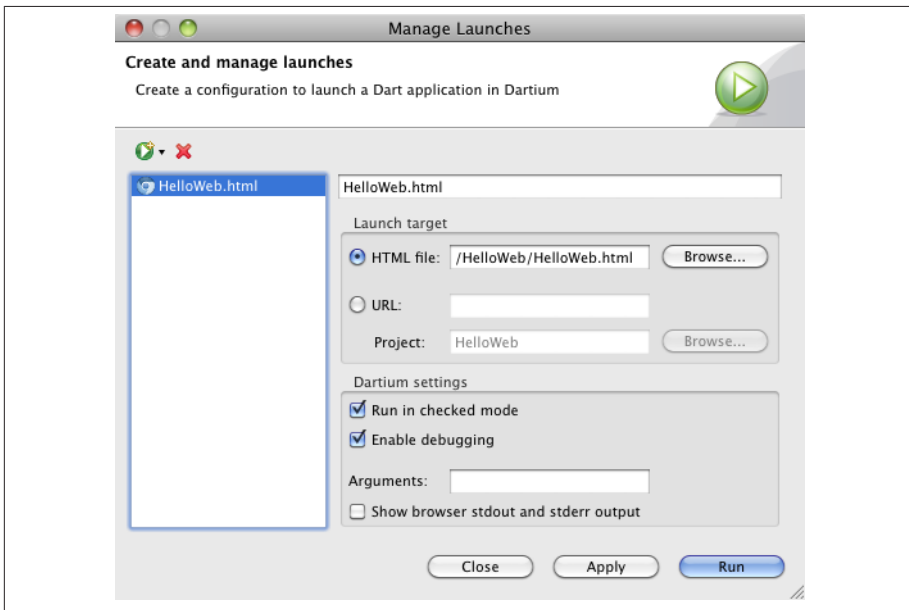 Manage Launches
Create and manage launches
Create a configuration to launch a Dart application in Dartium
HelloWeb.html
HelloWeb.html
Launch target
HTML file: /HelloWeb/HelloWeb.html Browse...
URL:
Project: HelloWeb Browse...
Dartium settings
Run in checked mode
Enable debugging
Arguments:
Show browser stdout and stderr output
Close Apply Run